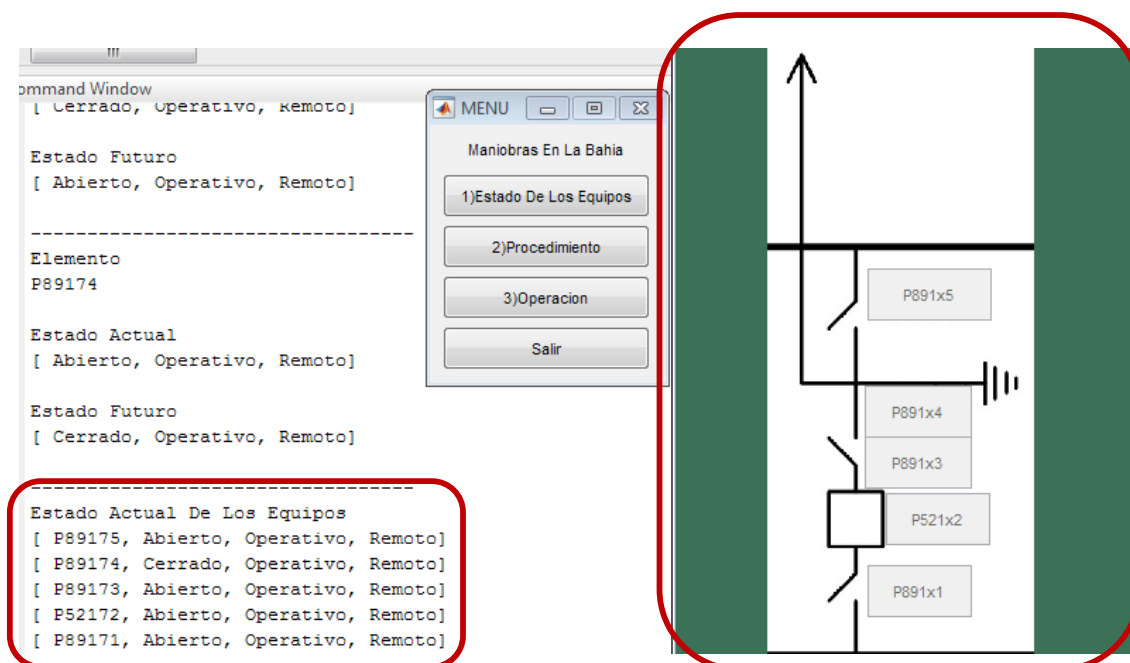 ommand Window
[ Cerrado, Operativo, Remoto]
Estado Futuro
[ Abierto, Operativo, Remoto]
----------------------------------
Elemento
P89174
Estado Actual
[ Abierto, Operativo, Remoto]
Estado Futuro
[ Cerrado, Operativo, Remoto]
----------------------------------
Estado Actual De Los Equipos
[ P89175, Abierto, Operativo, Remoto]
[ P89174, Cerrado, Operativo, Remoto]
[ P89173, Abierto, Operativo, Remoto]
[ P52172, Abierto, Operativo, Remoto]
[ P89171, Abierto, Operativo, Remoto]
MENU
Maniobras En La Bahia
1)Estado De Los Equipos
2)Procedimiento
3)Operacion
Salir
P891x5
P891x4
P891x3
P521x2
P891x1